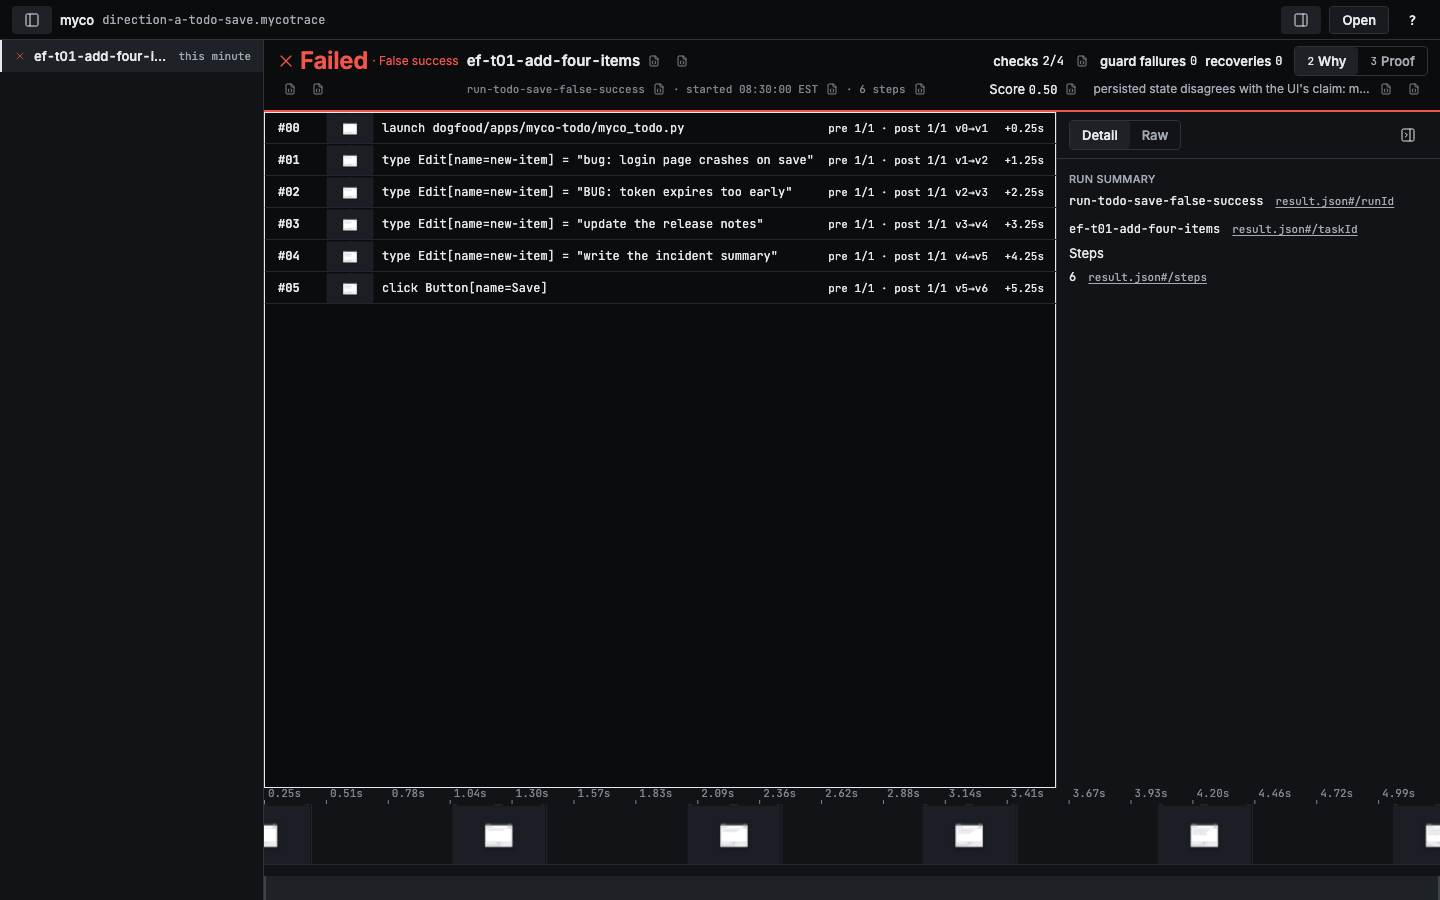 myco direction-a-todo-save.mycotrace Open ?
ef-t01-add-four-i... this minute
Failed · False success ef-t01-add-four-items checks 2/4 guard failures 0 recoveries 0 2 Why 3 Proof
run-todo-save-false-success · started 08:30:00 EST · 6 steps Score 0.50 persisted state disagrees with the UI's claim: m...
#00 launch dogfood/apps/myco-todo/myco_todo.py pre 1/1 · post 1/1 v0→v1 +0.25s
#01 type Edit[name=new-item] = "bug: login page crashes on save" pre 1/1 · post 1/1 v1→v2 +1.25s
#02 type Edit[name=new-item] = "BUG: token expires too early" pre 1/1 · post 1/1 v2→v3 +2.25s
#03 type Edit[name=new-item] = "update the release notes" pre 1/1 · post 1/1 v3→v4 +3.25s
#04 type Edit[name=new-item] = "write the incident summary" pre 1/1 · post 1/1 v4→v5 +4.25s
#05 click Button[name=Save] pre 1/1 · post 1/1 v5→v6 +5.25s
Detail Raw
RUN SUMMARY
run-todo-save-false-success result.json#/runId
ef-t01-add-four-items result.json#/taskId
Steps
6 result.json#/steps
0.25s 0.51s 0.78s 1.04s 1.30s 1.57s 1.83s 2.09s 2.36s 2.62s 2.88s 3.14s 3.41s 3.67s 3.93s 4.20s 4.46s 4.72s 4.99s